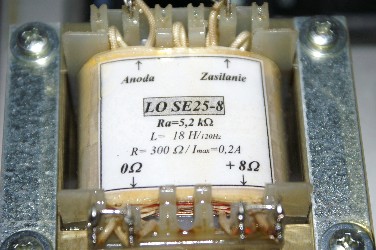 Anoda Zasilanie
LO SE25-8
Ra=5,2 kΩ
L= 18 H/120Hz
R= 300 Ω/Imax=0,2A
0Ω +8Ω